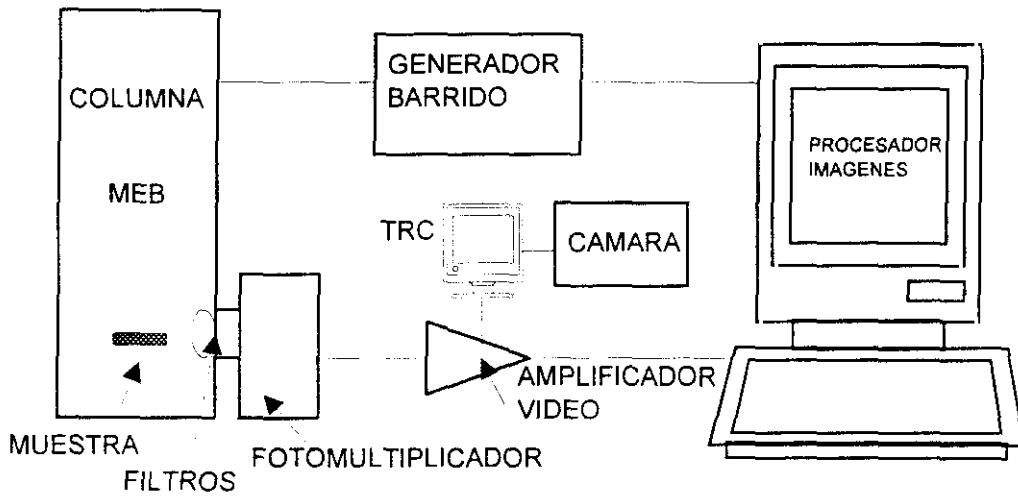 GENERADOR
BARRIDO
COLUMNA
MEB
PROCESADOR
IMAGENES
TRC
CAMARA
AMPLIFICADOR
VIDEO
MUESTRA
FILTROS
FOTOMULTIPLICADOR